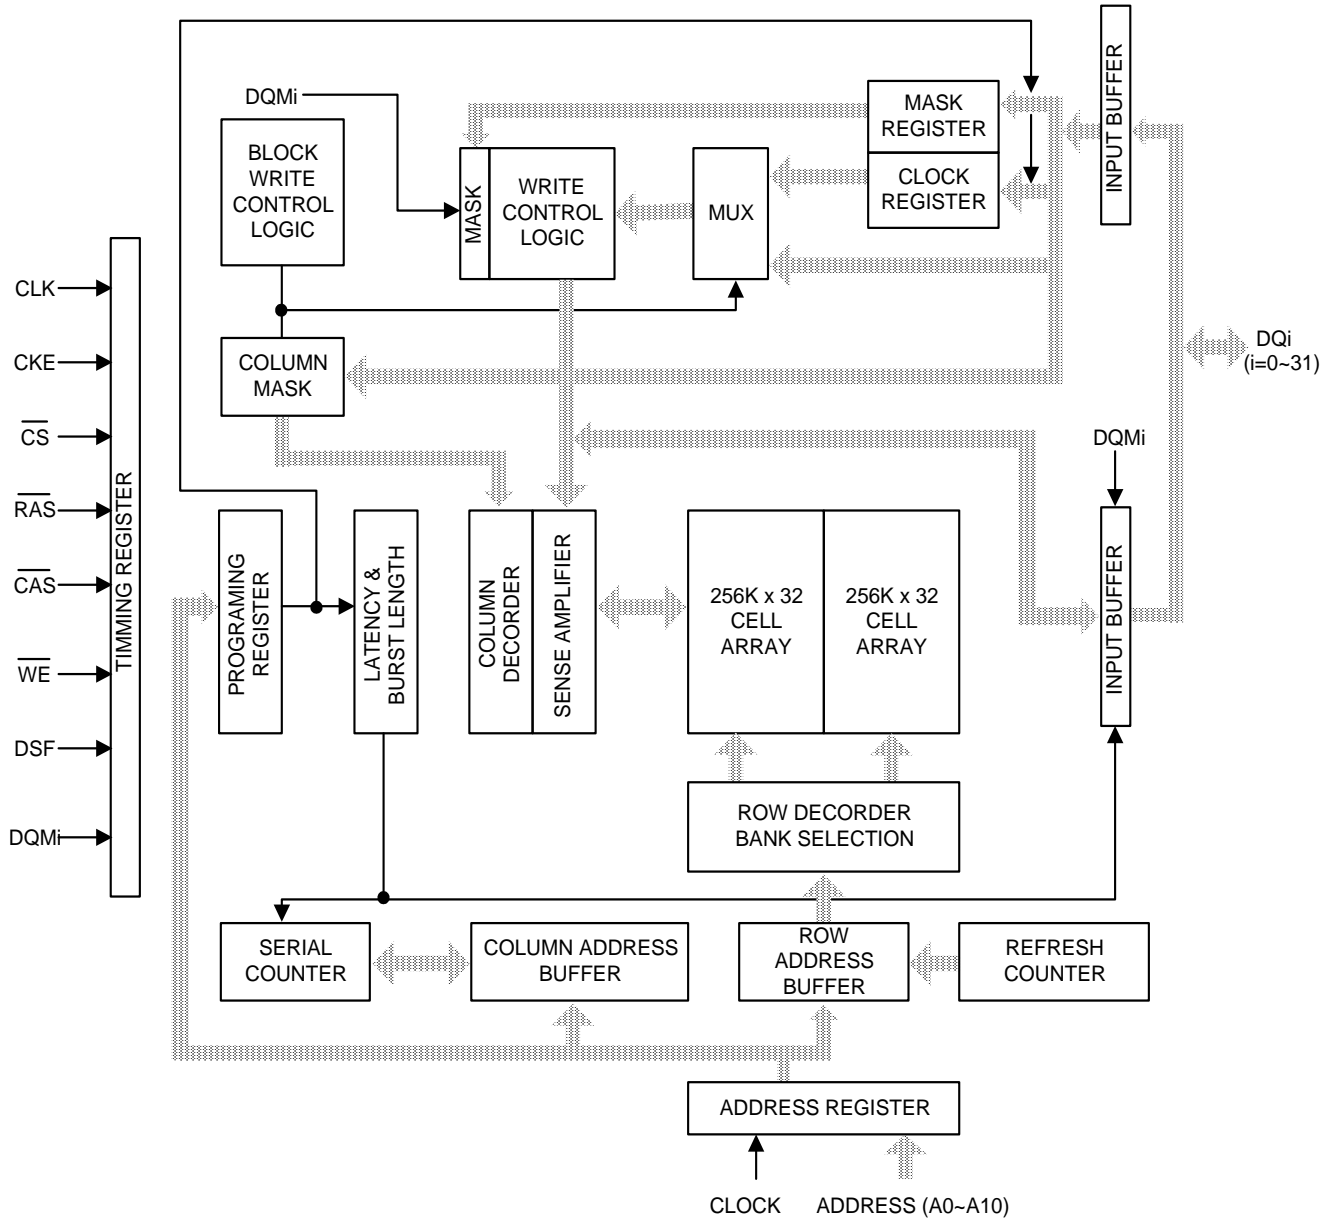 INPUT BUFFER
DQMi
MASK
REGISTER
BLOCK
WRITE
CONTROL
LOGIC
MASK
WRITE
CONTROL
LOGIC
MUX
CLOCK
REGISTER
CLK
CKE
CS
RAS
CAS
WE
DSF
DQMi
TIMMING REGISTER
COLUMN
MASK
DQi
(i=0~31)
DQMi
PROGRAMING
REGISTER
LATENCY &
BURST LENGTH
COLUMN
DECORDER
SENSE AMPLIFIER
256K x 32
CELL
ARRAY
256K x 32
CELL
ARRAY
INPUT BUFFER
ROW DECORDER
BANK SELECTION
SERIAL
COUNTER
COLUMN ADDRESS
BUFFER
ROW
ADDRESS
BUFFER
REFRESH
COUNTER
ADDRESS REGISTER
CLOCK
ADDRESS (A0~A10)